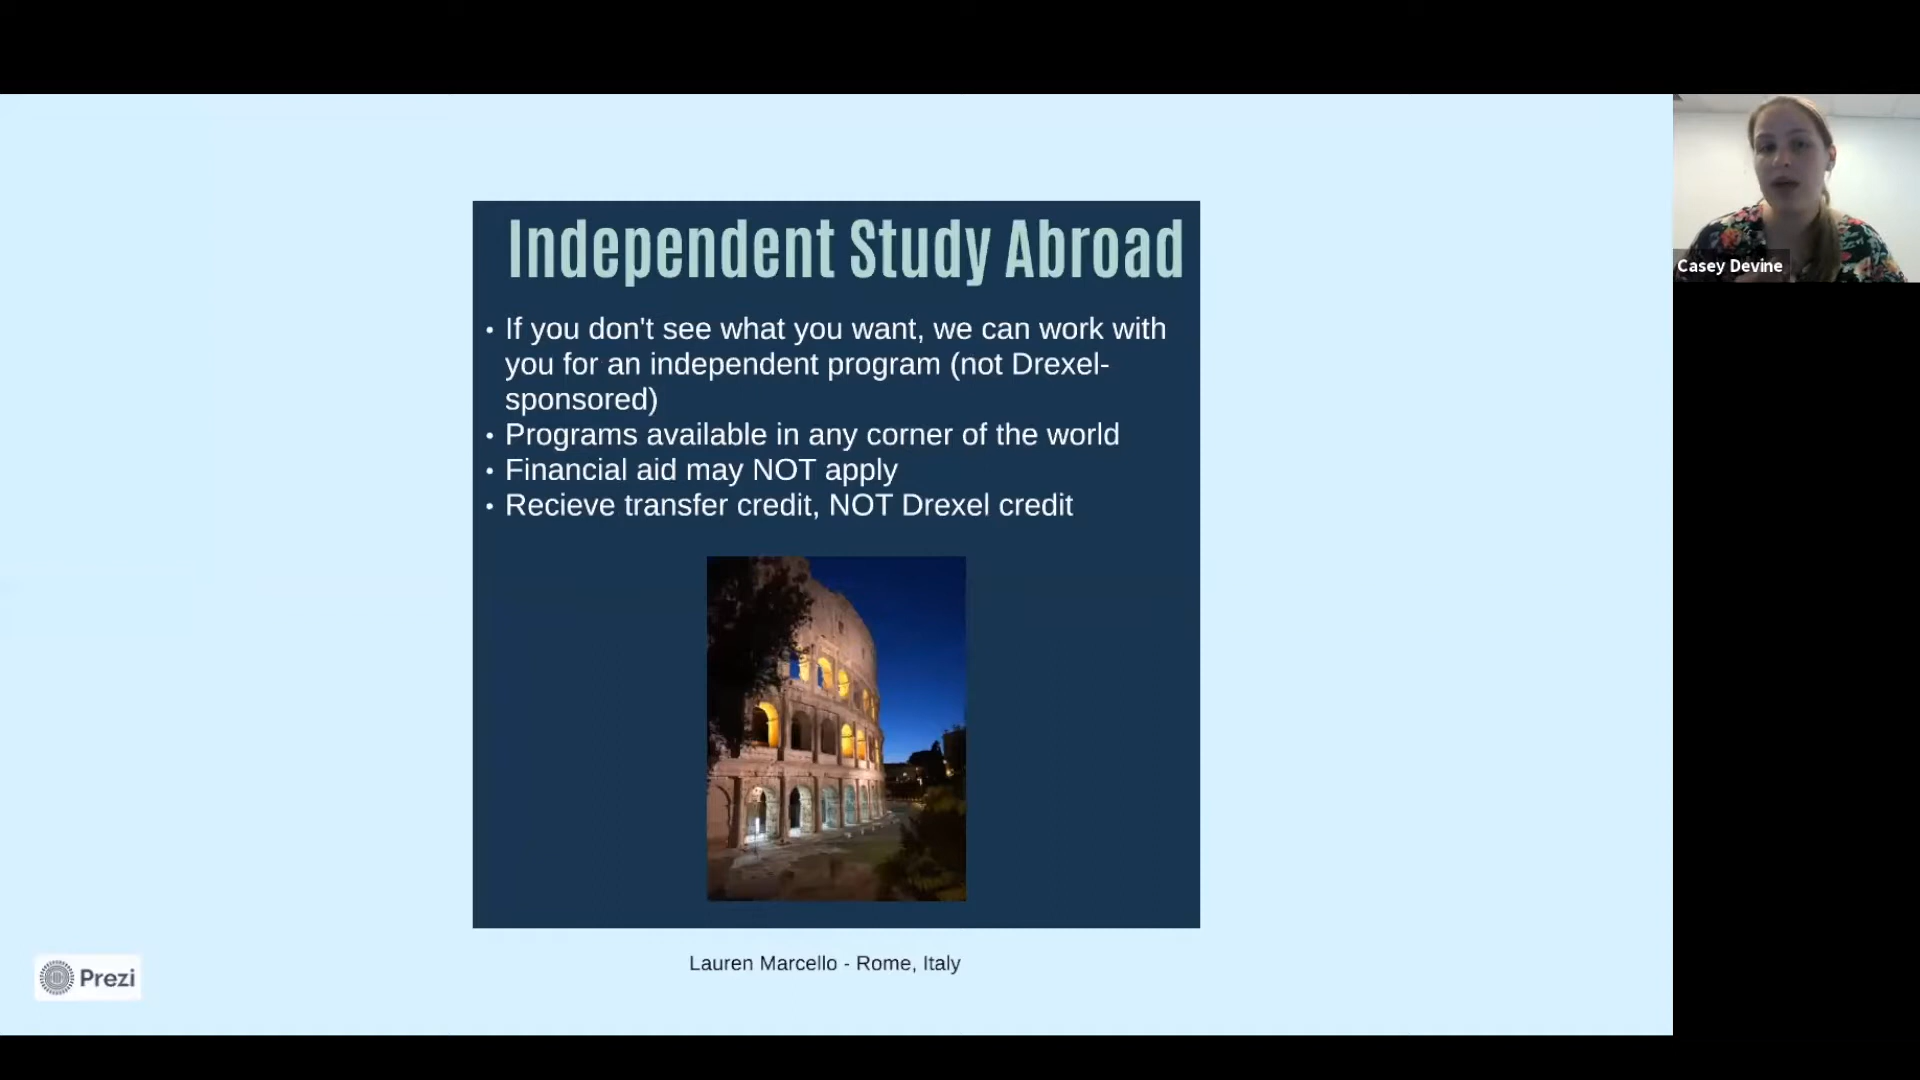 Independent Study Abroad
• If you don't see what you want, we can work with
you for an independent program (not Drexel-
sponsored)
• Programs available in any corner of the world
• Financial aid may NOT apply
• Recieve transfer credit, NOT Drexel credit
Casey Devine
Lauren Marcello - Rome, Italy
Prezi